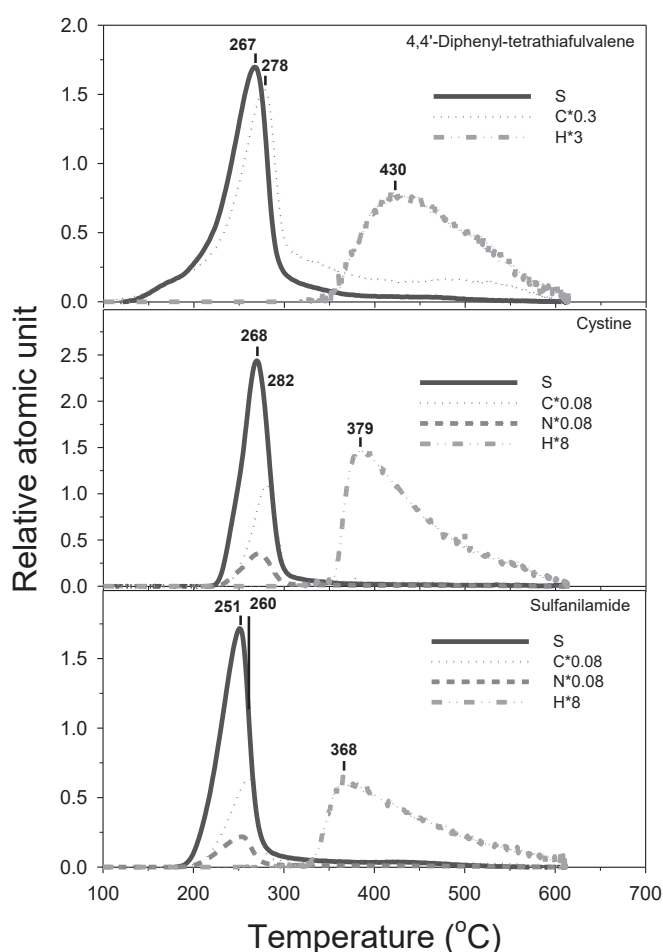 2.0
4,4'-Diphenyl-tetrathiafulvalene
267
278
1.5
S
C*0.3
H*3
1.0
430
0.5
0.0
Cystine
268
2.5
282
S
C*0.08
2.0
N*0.08
H*8
1.5
379
1.0
0.5
0.0
Sulfanilamide
251
260
S
1.5
C*0.08
N*0.08
H*8
1.0
368
0.5
0.0
100 200 300 400 500 600 700
Relative atomic unit
Temperature (°C)